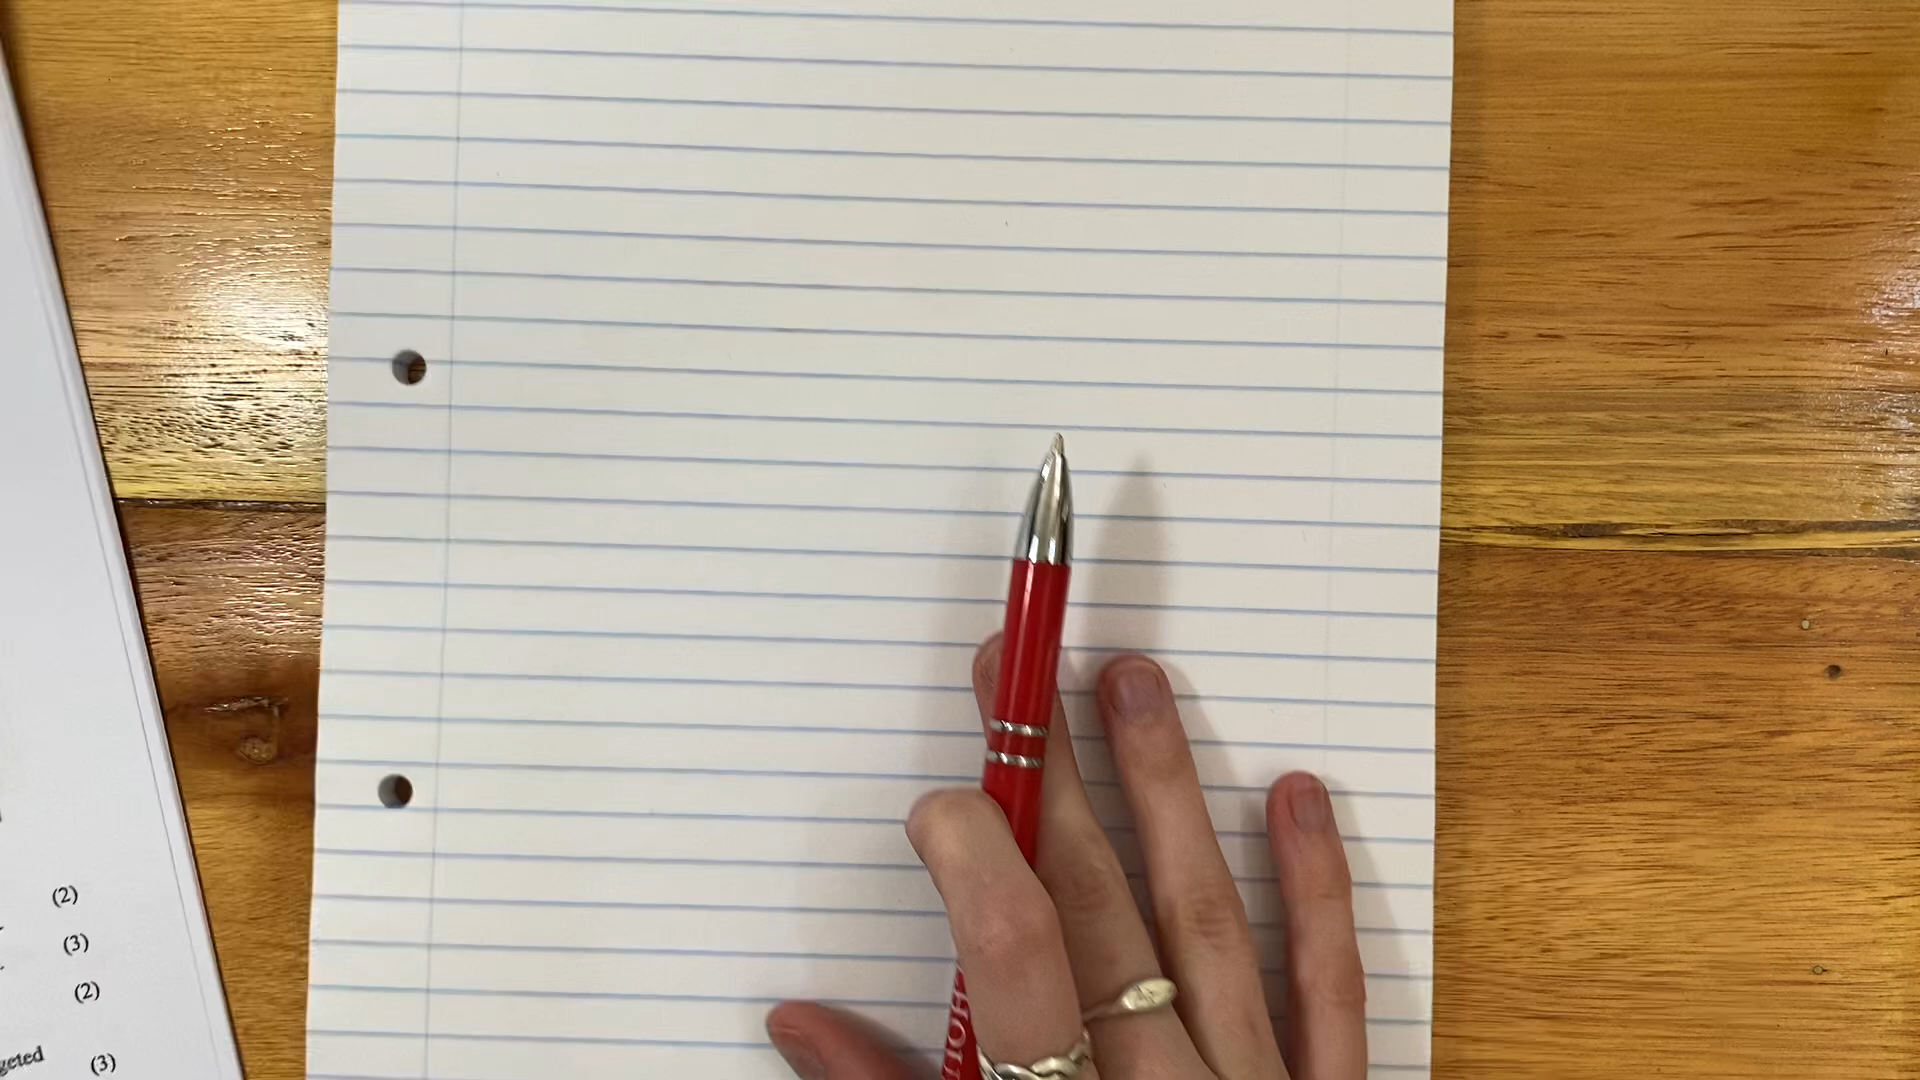 (2)
(3)
(2)
geted (3)